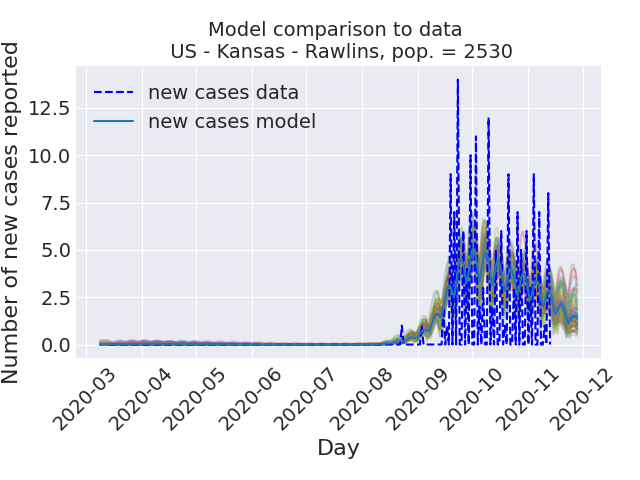 Model comparison to data
US - Kansas - Rawlins, pop. = 2530
Number of new cases reported
12.5
10.0
7.5
5.0
2.5
0.0
new cases data
new cases model
2020-03
2020-04
2020-05
2020-06
2020-07
2020-08
2020-09
2020-10
2020-11
2020-12
Day